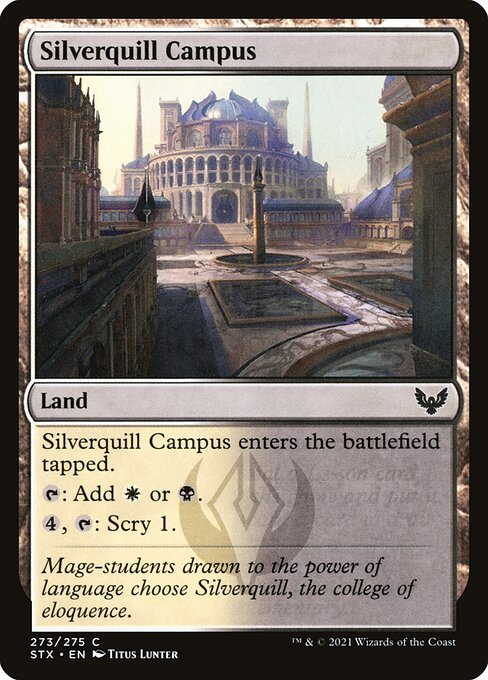 Silverquill Campus
Land
Silverquill Campus enters the battlefield
tapped.
: Add or .
4, : Scry 1.
Mage-students drawn to the power of
language choose Silverquill, the college of
eloquence.
273/275 C
STX • EN Titus Lunter
™ & © 2021 Wizards of the Coast